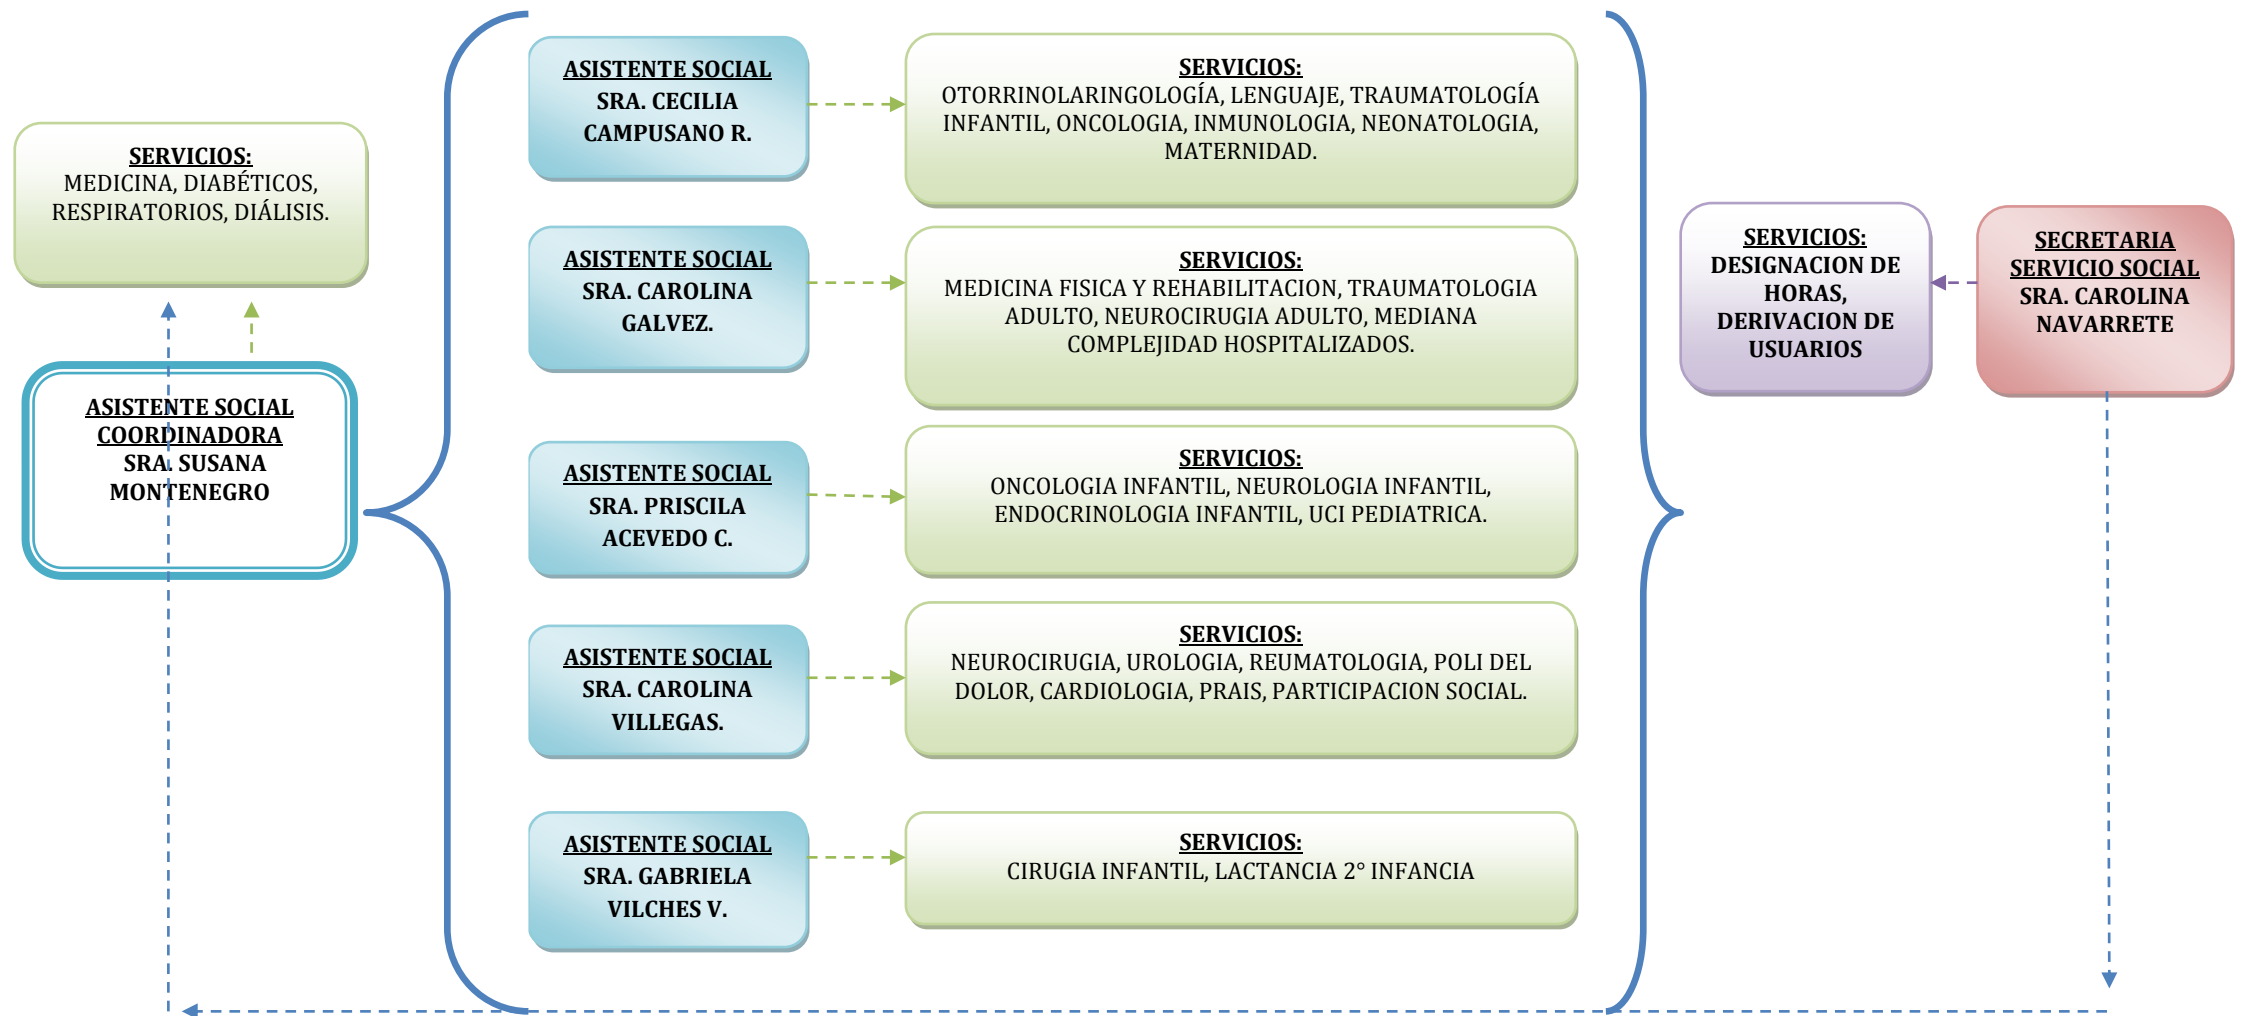 SERVICIOS:
MEDICINA, DIABÉTICOS,
RESPIRATORIOS, DIÁLISIS.
ASISTENTE SOCIAL
COORDINADORA
SRA. SUSANA
MONTENEGRO
ASISTENTE SOCIAL
SRA. CECILIA
CAMPUSANO R.
SERVICIOS:
OTORRINOLARINGOLOGÍA, LENGUAJE, TRAUMATOLOGÍA
INFANTIL, ONCOLOGIA, INMUNOLOGIA, NEONATOLOGIA,
MATERNIDAD.
ASISTENTE SOCIAL
SRA. CAROLINA
GALVEZ.
SERVICIOS:
MEDICINA FISICA Y REHABILITACION, TRAUMATOLOGIA
ADULTO, NEUROCIRUGIA ADULTO, MEDIANA
COMPLEJIDAD HOSPITALIZADOS.
ASISTENTE SOCIAL
SRA. PRISCILA
ACEVEDO C.
SERVICIOS:
ONCOLOGIA INFANTIL, NEUROLOGIA INFANTIL,
ENDOCRINOLOGIA INFANTIL, UCI PEDIATRICA.
ASISTENTE SOCIAL
SRA. CAROLINA
VILLEGAS.
SERVICIOS:
NEUROCIRUGIA, UROLOGIA, REUMATOLOGIA, POLI DEL
DOLOR, CARDIOLOGIA, PRAIS, PARTICIPACION SOCIAL.
ASISTENTE SOCIAL
SRA. GABRIELA
VILCHES V.
SERVICIOS:
CIRUGIA INFANTIL, LACTANCIA 2° INFANCIA
SERVICIOS:
DESIGNACION DE
HORAS,
DERIVACION DE
USUARIOS
SECRETARIA
SERVICIO SOCIAL
SRA. CAROLINA
NAVARRETE